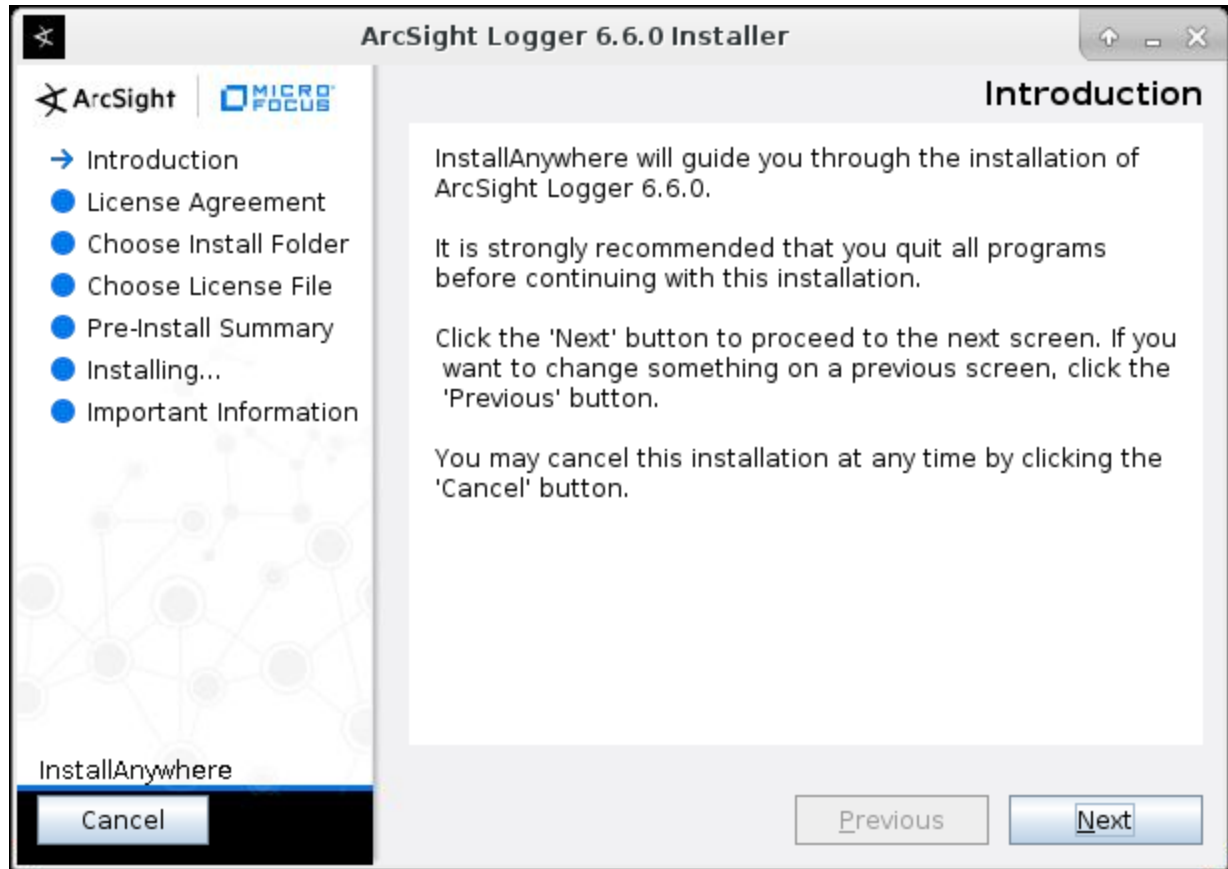 ArcSight Logger 6.6.0 Installer
ArcSight
MICRO
FOCUS
Introduction
Introduction
License Agreement
Choose Install Folder
Choose License File
Pre-Install Summary
Installing...
Important Information
InstallAnywhere will guide you through the installation of
ArcSight Logger 6.6.0.
It is strongly recommended that you quit all programs
before continuing with this installation.
Click the 'Next' button to proceed to the next screen. If you
want to change something on a previous screen, click the
'Previous' button.
You may cancel this installation at any time by clicking the
'Cancel' button.
InstallAnywhere
Cancel
Previous
Next